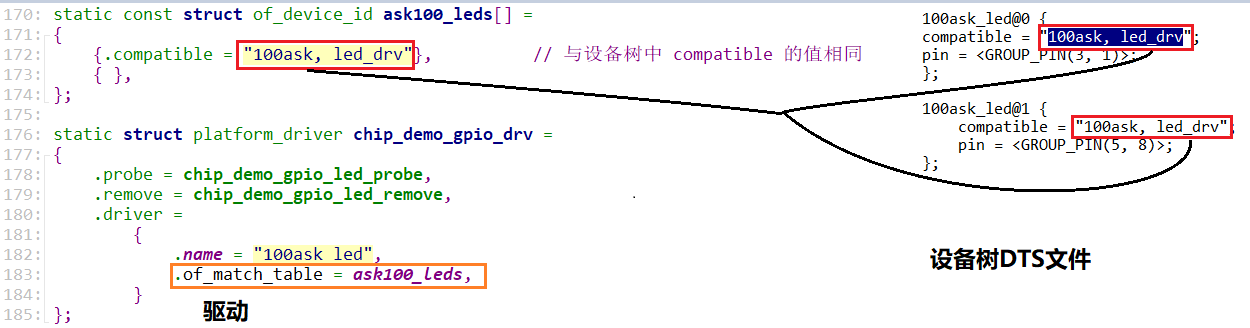 170: static const struct of_device_id ask100_leds[] =
171: {
172:     {.compatible = "100ask, led_drv"},          // 与设备树中 compatible 的值相同
173:     { },
174: };
175:
176: static struct platform_driver chip_demo_gpio_drv =
177: {
178:     .probe = chip_demo_gpio_led_probe,
179:     .remove = chip_demo_gpio_led_remove,
180:     .driver =
181:         {
182:             .name = "100ask_led",
183:             .of_match_table = ask100_leds,
184:         }
185: };
驱动
100ask_led@0 {
compatible = "100ask, led_drv";
pin = <GROUP_PIN(3, 1)>;
};
100ask_led@1 {
    compatible = "100ask, led_drv";
    pin = <GROUP_PIN(5, 8)>;
};
设备树DTS文件